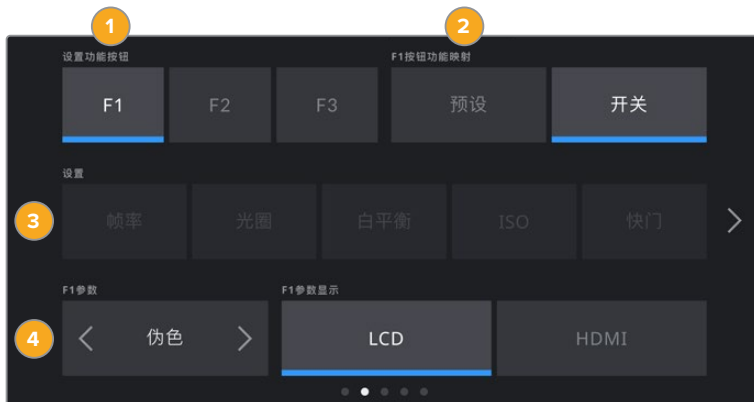 1 2
设置功能按钮 F1按钮功能映射
F1 F2 F3 预设 开关
设置
3 帧率 光圈 白平衡 ISO 快门
F1参数 F1参数显示
4 伪色 LCD HDMI